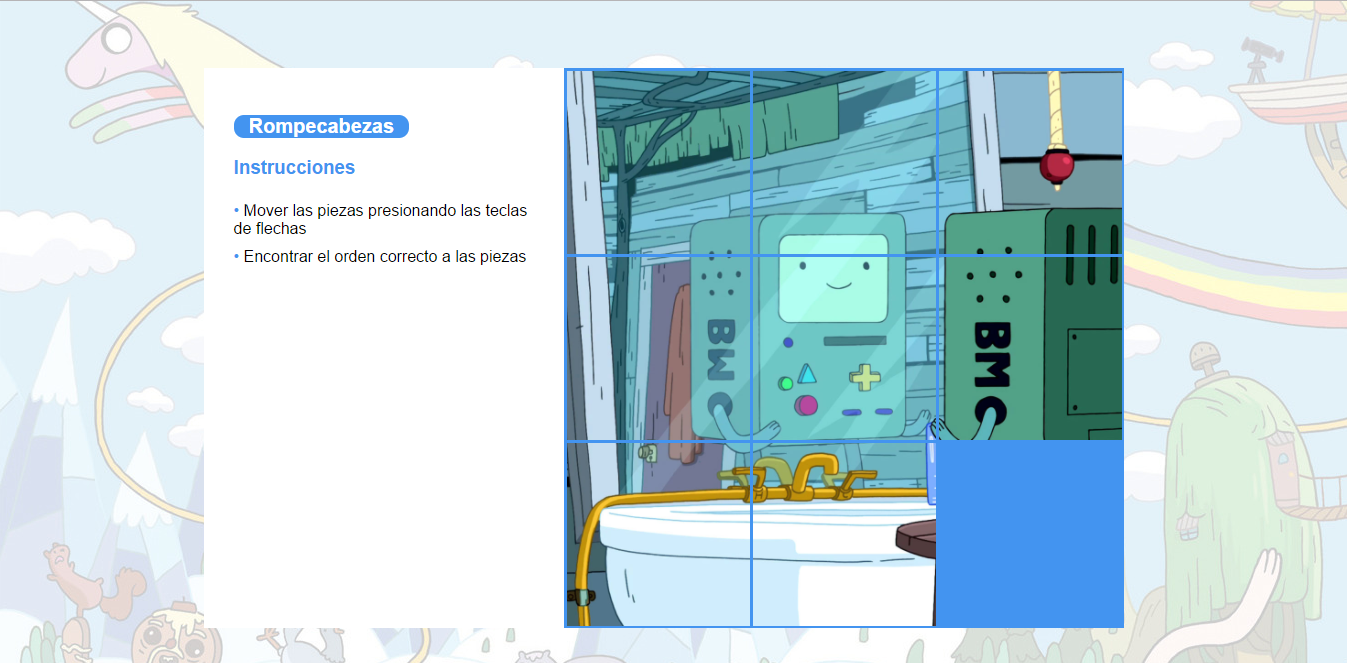 Rompecabezas
Instrucciones
• Mover las piezas presionando las teclas
de flechas
• Encontrar el orden correcto a las piezas
BMO
BMO